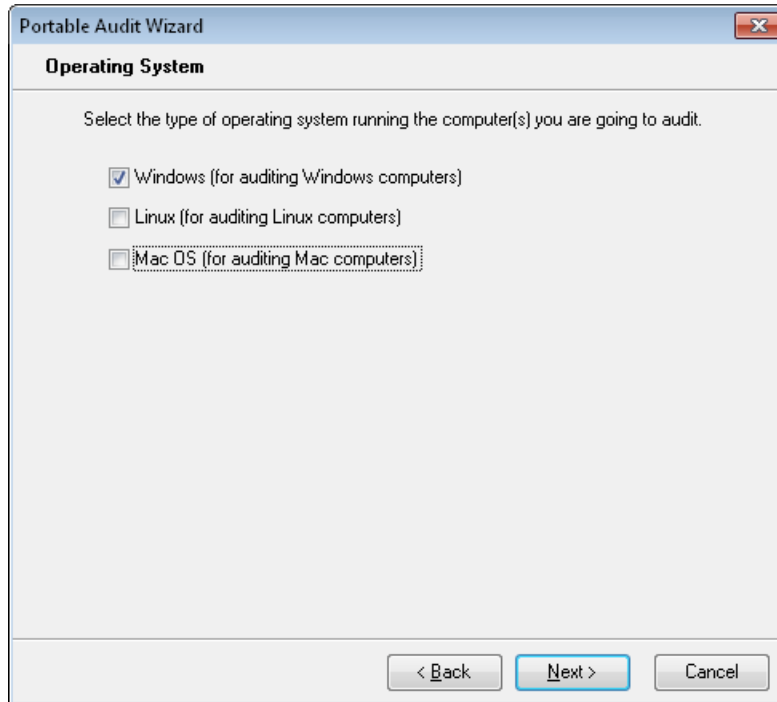 Portable Audit Wizard
Operating System
Select the type of operating system running the computer(s) you are going to audit.
Windows (for auditing Windows computers)
Linux (for auditing Linux computers)
Mac OS (for auditing Mac computers)
< Back Next > Cancel